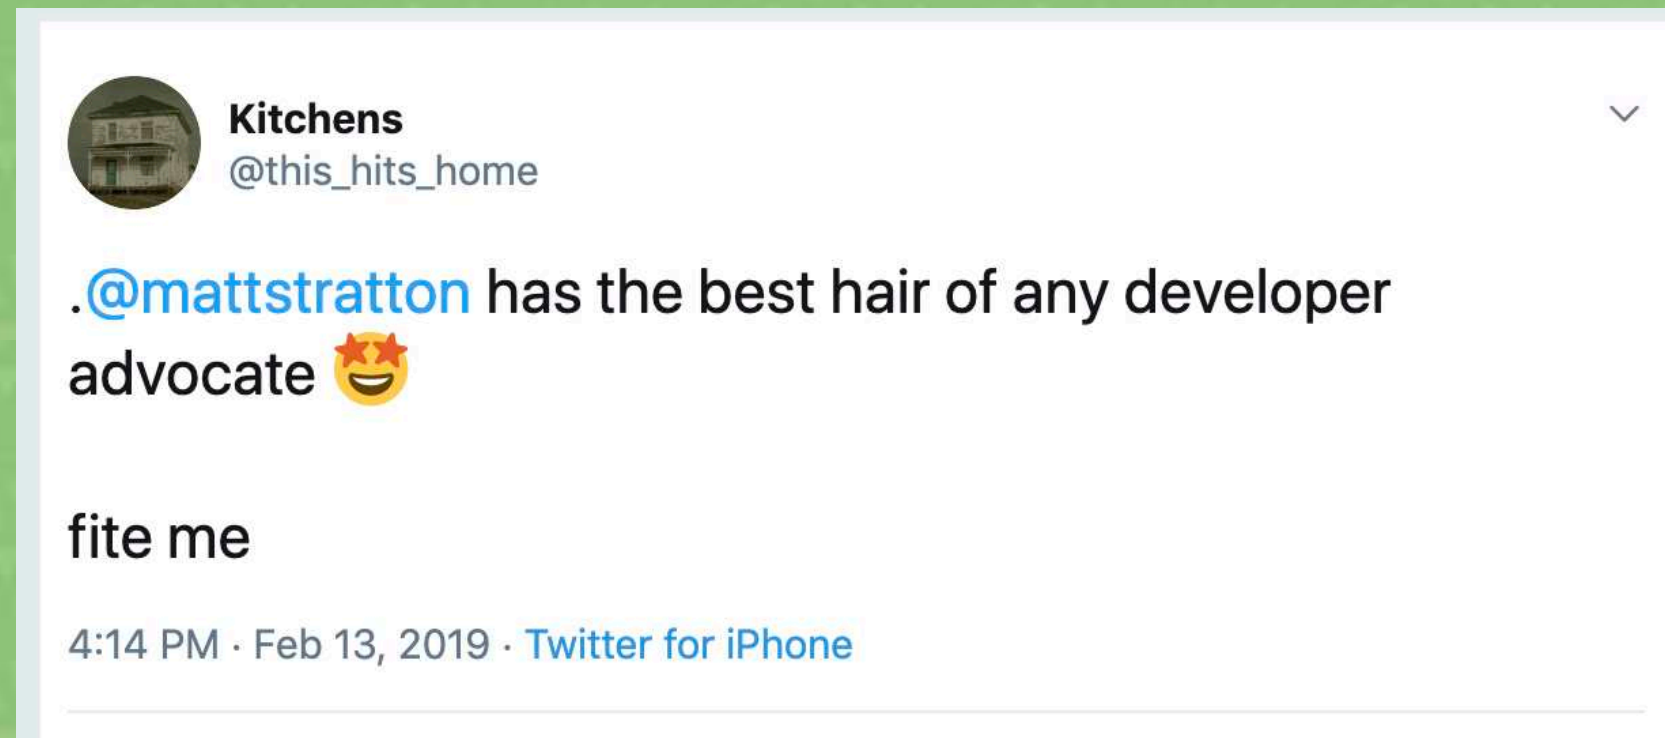 Kitchens
@this_hits_home
.@mattstratton has the best hair of any developer
advocate 🤩
fite me
4:14 PM · Feb 13, 2019 · Twitter for iPhone